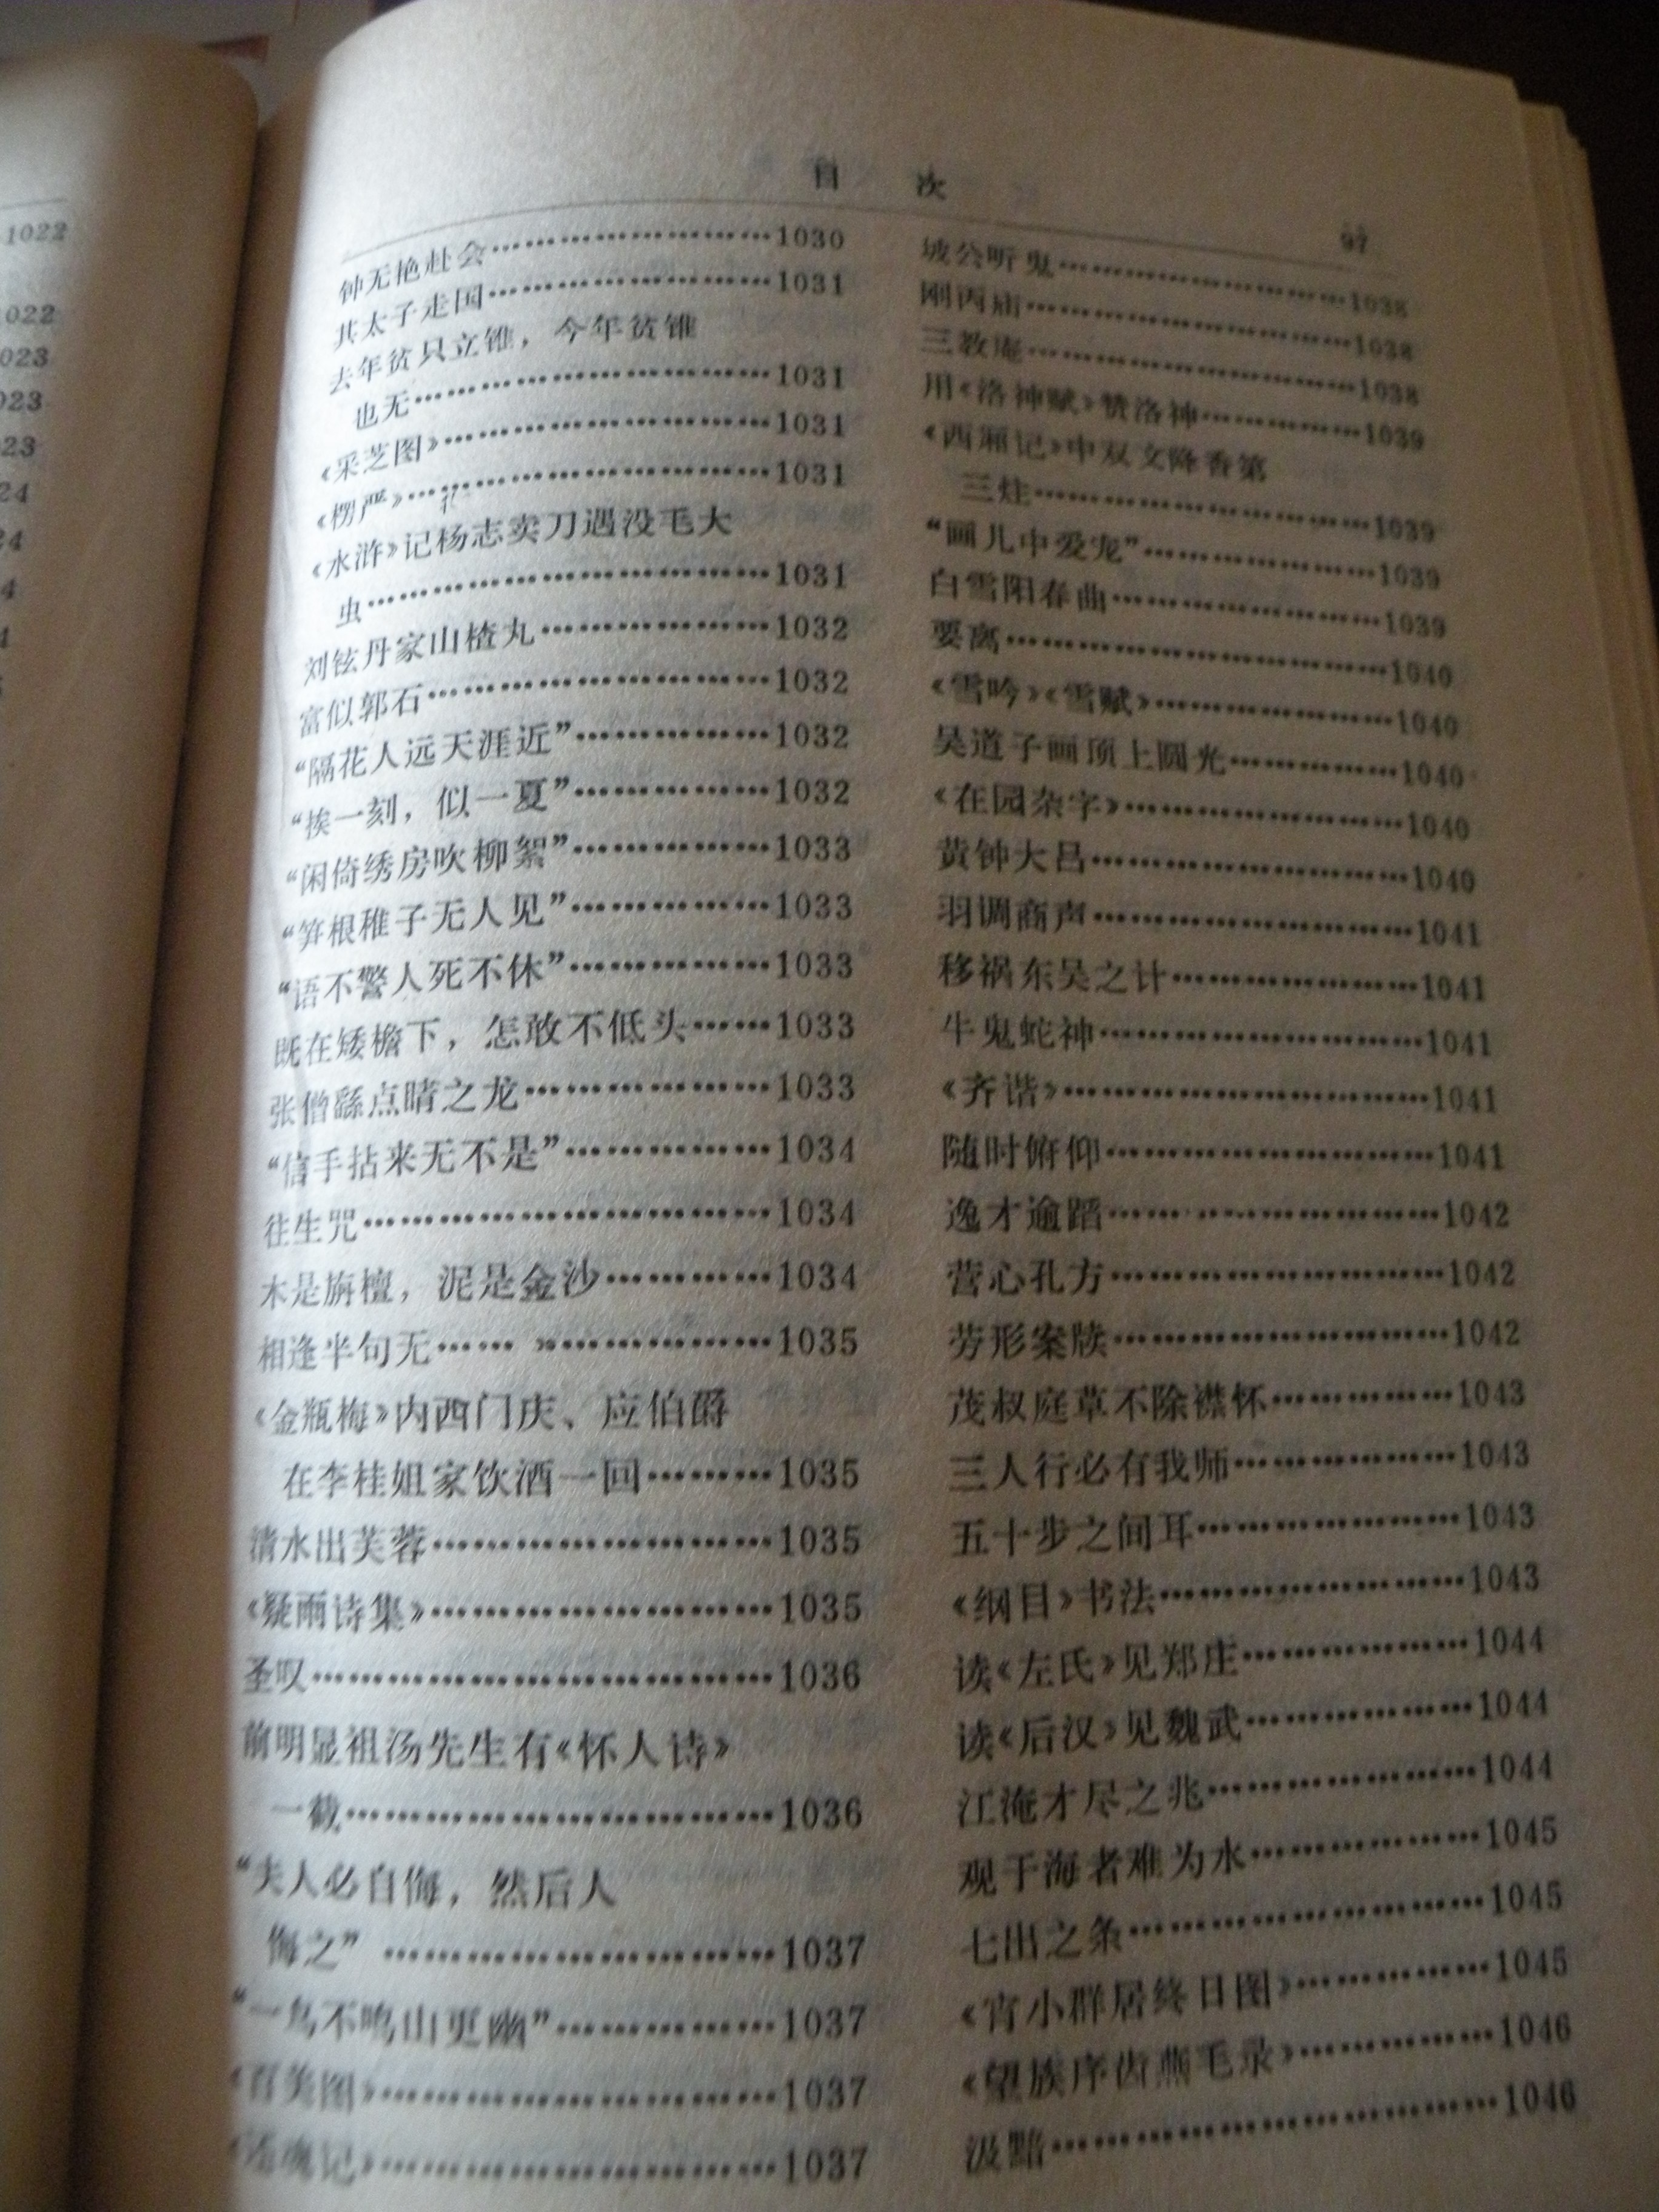 1022
022
023
023
23
24
24
4
目 次
97
钟无艳赴会…………………………1030
其太子走国…………………………1031
去年贫只立锥，今年贫锥
也无…………………………1031
《采芝图》…………………………1031
《楞严》…………………………1031
《水浒》记杨志卖刀遇没毛大
虫…………………………1031
刘铉丹家山楂丸…………………1032
富似郭石…………………………1032
“隔花人远天涯近”………………1032
“挨一刻，似一夏”………………1032
“闲倚绣房吹柳絮”………………1033
“笋根稚子无人见”………………1033
“语不警人死不休”………………1033
既在矮檐下，怎敢不低头……1033
张僧繇点睛之龙…………………1033
“信手拈来无不是”………………1034
往生咒…………………………1034
木是旃檀，泥是金沙…………1034
相逢半句无…… …………………1035
《金瓶梅》内西门庆、应伯爵
在李桂姐家饮酒一回………1035
清水出芙蓉…………………………1035
《疑雨诗集》…………………………1035
圣叹…………………………1036
前明显祖汤先生有《怀人诗》
一截…………………………1036
“夫人必自侮，然后人
侮之” …………………………1037
“一鸟不鸣山更幽”………………1037
《百美图》…………………………1037
魂记》…………………………1037
坡公听鬼…………………………1038
刚丙庙…………………………1038
三教庵…………………………1038
用《洛神赋》赞洛神……………1039
《西厢记》中双文降香第
三炷…………………………1039
“画儿中爱宠”…………………1039
白雪阳春曲…………………………1039
要离…………………………1040
《雪吟》《雪赋》…………………1040
吴道子画顶上圆光……………1040
《在园杂字》…………………………1040
黄钟大吕…………………………1040
羽调商声…………………………1041
移祸东吴之计……………………1041
牛鬼蛇神…………………………1041
《齐谐》…………………………1041
随时俯仰…………………………1041
逸才逾蹈…………………………1042
营心孔方…………………………1042
劳形案牍…………………………1042
茂叔庭草不除襟怀……………1043
三人行必有我师…………………1043
五十步之间耳……………………1043
《纲目》书法…………………………1043
读《左氏》见郑庄…………………1044
读《后汉》见魏武…………………1044
江淹才尽之兆……………………1044
观于海者难为水…………………1045
七出之条…………………………1045
《宵小群居终日图》……………1045
《望族序齿燕毛录》……………1046
汲黯…………………………1046